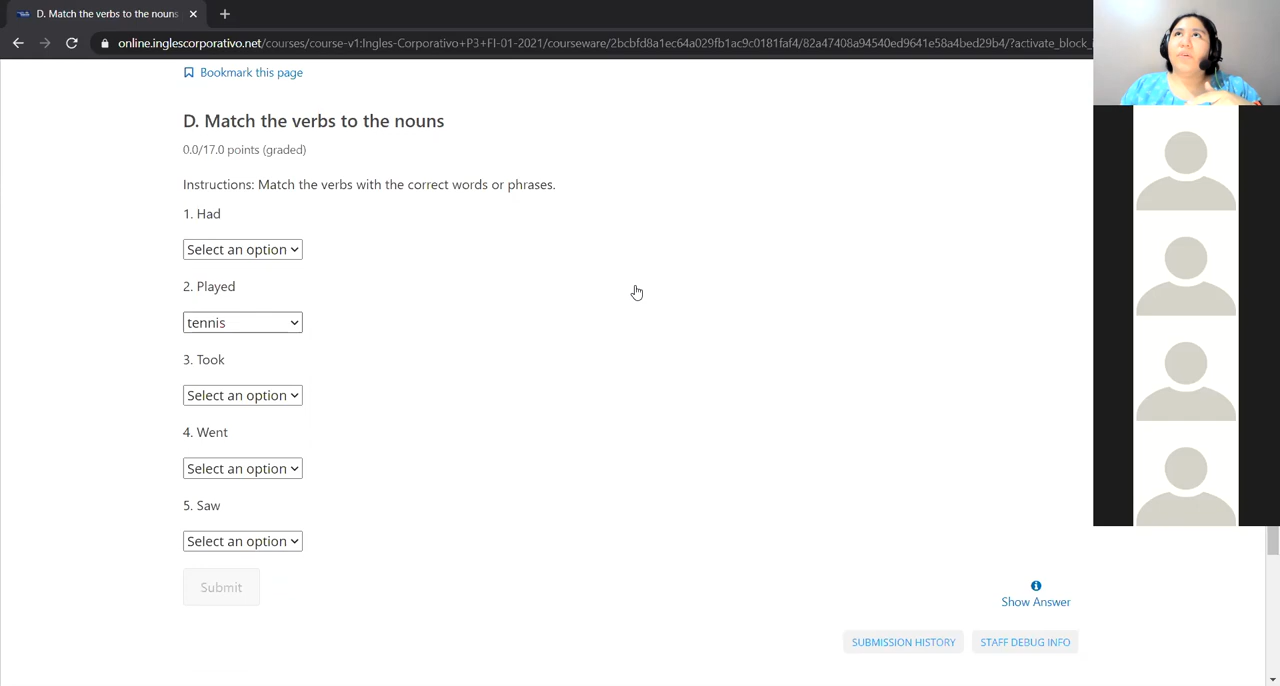 D. Match the verbs to the nouns
online.inglescorporativo.net/courses/course-v1:Ingles-Corporativo+P3+FI-01-2021/courseware/2bcbfd8a1ec64a029fb1ac9c0181faf4/82a47408a94540ed9641e58a4bed29b4/?activate_block_i
Bookmark this page
D. Match the verbs to the nouns
0.0/17.0 points (graded)
Instructions: Match the verbs with the correct words or phrases.
1. Had
Select an option
2. Played
tennis
3. Took
Select an option
4. Went
Select an option
5. Saw
Select an option
Submit
Show Answer
SUBMISSION HISTORY
STAFF DEBUG INFO